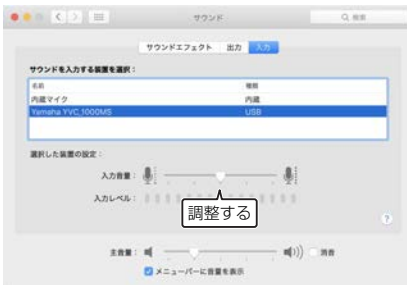 サウンド
検索
サウンドエフェクト 出力 入力
サウンドを入力する装置を選択：
名前 種類
内蔵マイク 内蔵
Yamaha YVC_1000MS USB
選択した装置の設定：
入力音量：
入力レベル：
調整する
?
主音量： 消音
メニューバーに音量を表示